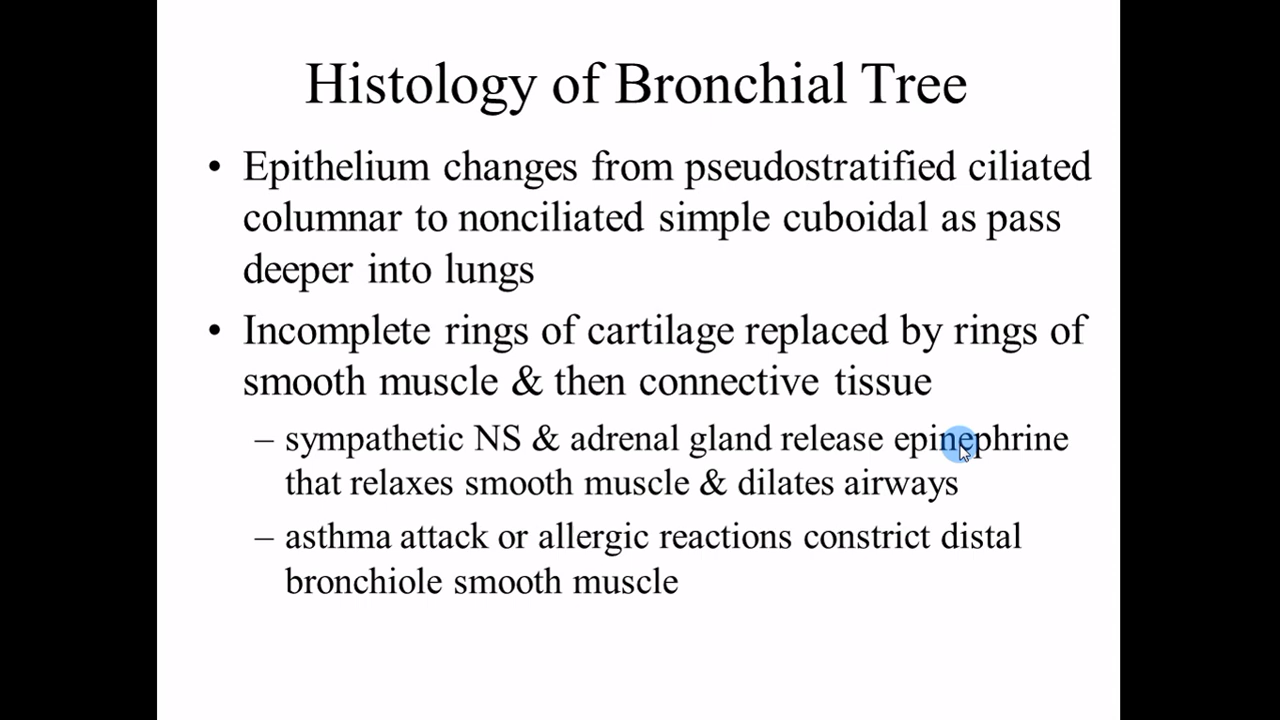 Histology of Bronchial Tree
• Epithelium changes from pseudostratified ciliated
columnar to nonciliated simple cuboidal as pass
deeper into lungs
• Incomplete rings of cartilage replaced by rings of
smooth muscle & then connective tissue
– sympathetic NS & adrenal gland release epinephrine
that relaxes smooth muscle & dilates airways
– asthma attack or allergic reactions constrict distal
bronchiole smooth muscle